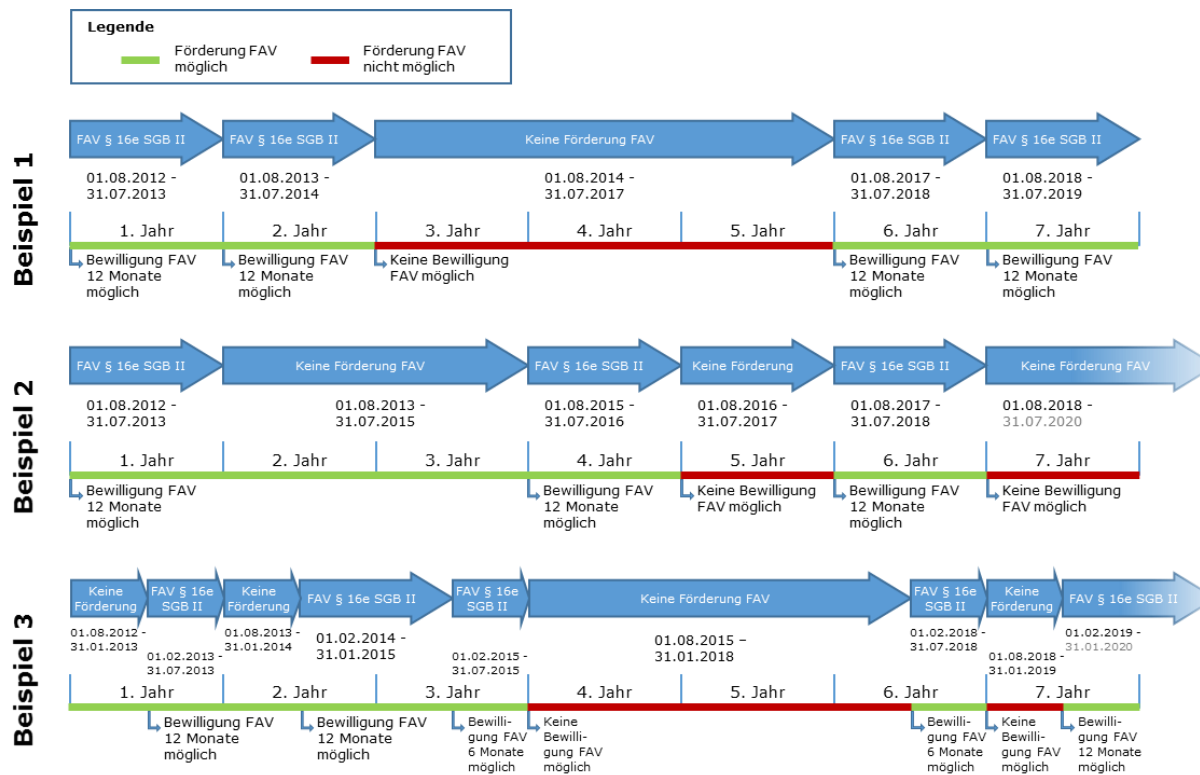 Legende
Förderung FAV
möglich
Förderung FAV
nicht möglich
Beispiel 1
FAV § 16e SGB II
FAV § 16e SGB II
Keine Förderung FAV
FAV § 16e SGB II
FAV § 16e SGB II
01.08.2012 -
31.07.2013
01.08.2013 -
31.07.2014
01.08.2014 -
31.07.2017
01.08.2017 -
31.07.2018
01.08.2018 -
31.07.2019
1. Jahr
2. Jahr
3. Jahr
4. Jahr
5. Jahr
6. Jahr
7. Jahr
Bewilligung FAV
12 Monate
möglich
Bewilligung FAV
12 Monate
möglich
Keine Bewilligung
FAV möglich
Bewilligung FAV
12 Monate
möglich
Bewilligung FAV
12 Monate
möglich
Beispiel 2
FAV § 16e SGB II
Keine Förderung FAV
FAV § 16e SGB II
Keine Förderung
FAV § 16e SGB II
Keine Förderung FAV
01.08.2012 -
31.07.2013
01.08.2013 -
31.07.2015
01.08.2015 -
31.07.2016
01.08.2016 -
31.07.2017
01.08.2017 -
31.07.2018
01.08.2018 -
31.07.2020
1. Jahr
2. Jahr
3. Jahr
4. Jahr
5. Jahr
6. Jahr
7. Jahr
Bewilligung FAV
12 Monate
möglich
Bewilligung FAV
12 Monate
möglich
Keine Bewilligung
FAV möglich
Bewilligung FAV
12 Monate
möglich
Keine Bewilligung
FAV möglich
Beispiel 3
Keine
Förderung
FAV § 16e
SGB II
Keine
Förderung
FAV § 16e SGB II
FAV § 16e
SGB II
Keine Förderung FAV
FAV § 16e
SGB II
Keine
Förderung
FAV § 16e SGB II
01.08.2012 -
31.01.2013
01.02.2013 -
31.07.2013
01.08.2013 -
31.01.2014
01.02.2014 -
31.01.2015
01.02.2015 -
31.07.2015
01.08.2015 –
31.01.2018
01.02.2018 -
31.07.2018
01.08.2018 -
31.01.2019
01.02.2019 -
31.01.2020
1. Jahr
2. Jahr
3. Jahr
4. Jahr
5. Jahr
6. Jahr
7. Jahr
Bewilligung FAV
12 Monate
möglich
Bewilligung FAV
12 Monate
möglich
Bewilli-
gung FAV
6 Monate
möglich
Keine
Bewilli-
gung FAV
möglich
Bewilli-
gung FAV
6 Monate
möglich
Keine
Bewilli-
gung FAV
möglich
Bewilli-
gung FAV
12 Monate
möglich